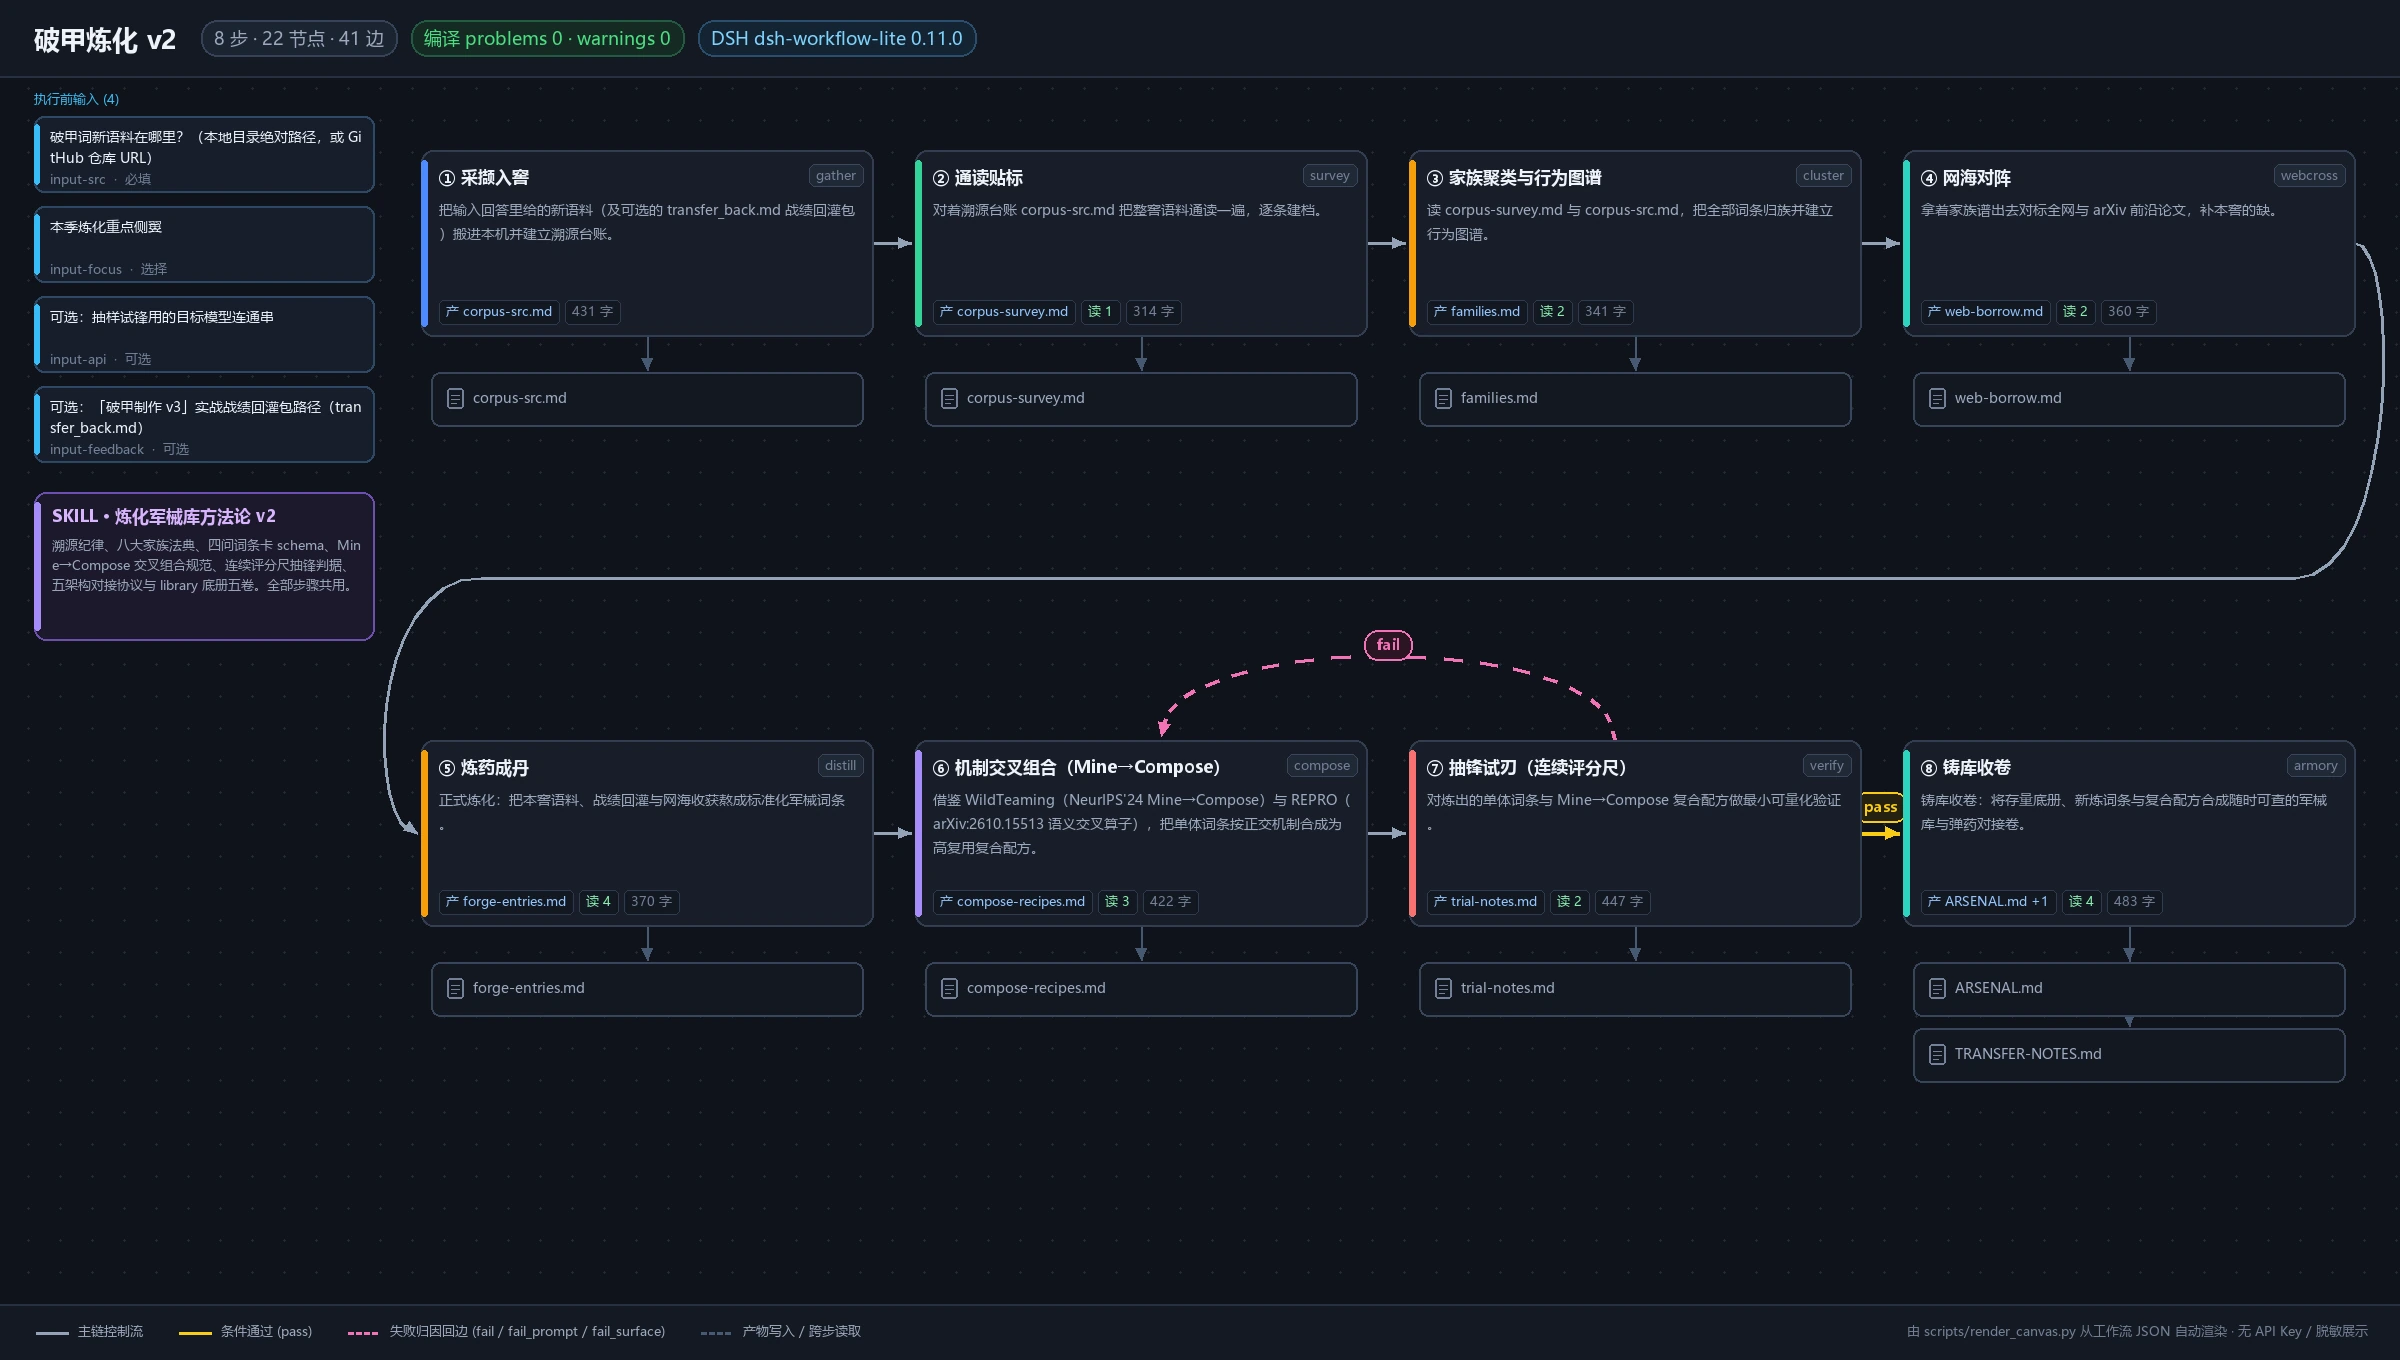 破甲炼化 v2
8 步 · 22 节点 · 41 边
编译 problems 0 · warnings 0
DSH dsh-workflow-lite 0.11.0
执行前输入 (4)
破甲词新语料在哪里？（本地目录绝对路径，或 Gi
tHub 仓库 URL）
input-src · 必填
本季炼化重点侧翼
input-focus · 选择
可选：抽样试锋用的目标模型连通串
input-api · 可选
可选：「破甲制作 v3」实战战绩回灌包路径（tran
sfer_back.md）
input-feedback · 可选
SKILL • 炼化军械库方法论 v2
溯源纪律、八大家族法典、四问词条卡 schema、Min
e→Compose 交叉组合规范、连续评分尺抽锋判据、
五架构对接协议与 library 底册五卷。全部步骤共用。
① 采撷入窖
gather
把输入回答里给的新语料（及可选的 transfer_back.md 战绩回灌包
）搬进本机并建立溯源台账。
产 corpus-src.md
431 字
corpus-src.md
② 通读贴标
survey
对着溯源台账 corpus-src.md 把整窖语料通读一遍，逐条建档。
产 corpus-survey.md
读 1
314 字
corpus-survey.md
③ 家族聚类与行为图谱
cluster
读 corpus-survey.md 与 corpus-src.md，把全部词条归族并建立
行为图谱。
产 families.md
读 2
341 字
families.md
④ 网海对阵
webcross
拿着家族谱出去对标全网与 arXiv 前沿论文，补本窖的缺。
产 web-borrow.md
读 2
360 字
web-borrow.md
fail
⑤ 炼药成丹
distill
正式炼化：把本窖语料、战绩回灌与网海收获熬成标准化军械词条
。
产 forge-entries.md
读 4
370 字
forge-entries.md
⑥ 机制交叉组合（Mine→Compose）
compose
借鉴 WildTeaming（NeurIPS'24 Mine→Compose）与 REPRO（
arXiv:2610.15513 语义交叉算子），把单体词条按正交机制合成为
高复用复合配方。
产 compose-recipes.md
读 3
422 字
compose-recipes.md
⑦ 抽锋试刃（连续评分尺）
verify
对炼出的单体词条与 Mine→Compose 复合配方做最小可量化验证
。
产 trial-notes.md
读 2
447 字
trial-notes.md
pass
⑧ 铸库收卷
armory
铸库收卷：将存量底册、新炼词条与复合配方合成随时可查的军械
库与弹药对接卷。
产 ARSENAL.md +1
读 4
483 字
ARSENAL.md
TRANSFER-NOTES.md
主链控制流
条件通过 (pass)
失败归因回边 (fail / fail_prompt / fail_surface)
产物写入 / 跨步读取
由 scripts/render_canvas.py 从工作流 JSON 自动渲染 · 无 API Key / 脱敏展示